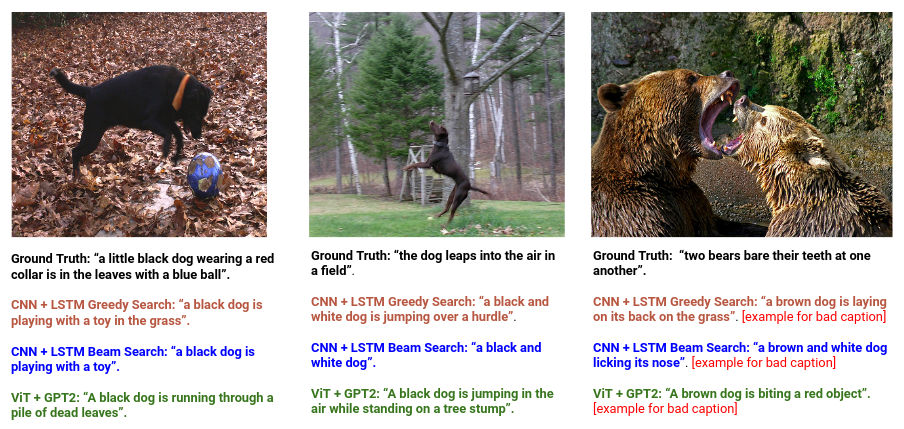 Ground Truth: “a little black dog wearing a red
collar is in the leaves with a blue ball”.
CNN + LSTM Greedy Search: “a black dog is
playing with a toy in the grass”.
CNN + LSTM Beam Search: “a black dog is
playing with a toy”.
ViT + GPT2: “A black dog is running through a
pile of dead leaves”.
Ground Truth: “the dog leaps into the air in
a field”.
CNN + LSTM Greedy Search: “a black and
white dog is jumping over a hurdle”.
CNN + LSTM Beam Search: “a black and
white dog”.
ViT + GPT2: “A black dog is jumping in the
air while standing on a tree stump”.
Ground Truth: “two bears bare their teeth at one
another”.
CNN + LSTM Greedy Search: “a brown dog is laying
on its back on the grass”. [example for bad caption]
CNN + LSTM Beam Search: “a brown and white dog
licking its nose”. [example for bad caption]
ViT + GPT2: “A brown dog is biting a red object”.
[example for bad caption]